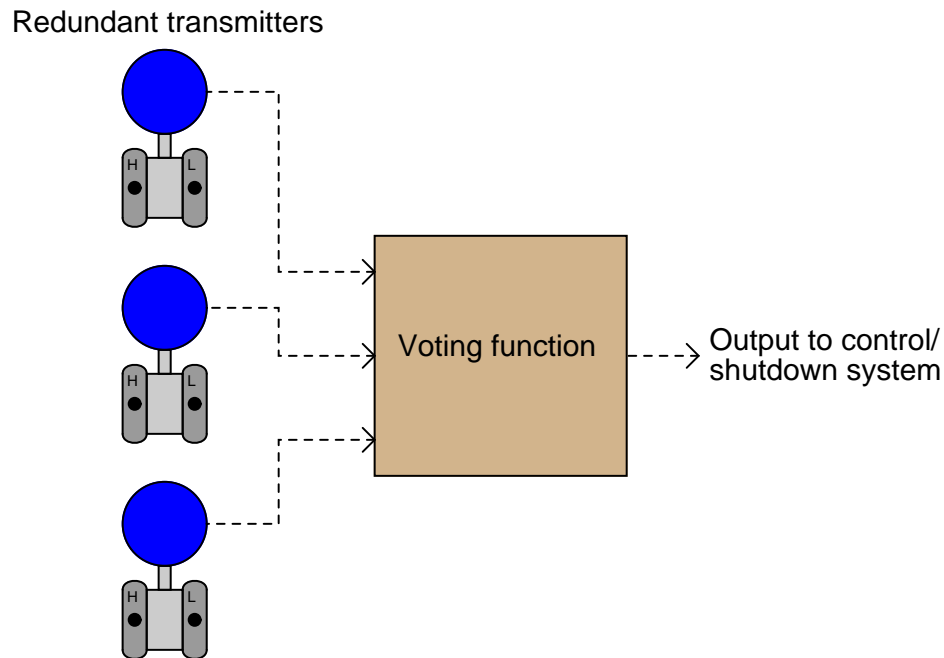 Redundant transmitters
H L
H L
Voting function
Output to control/
shutdown system
H L